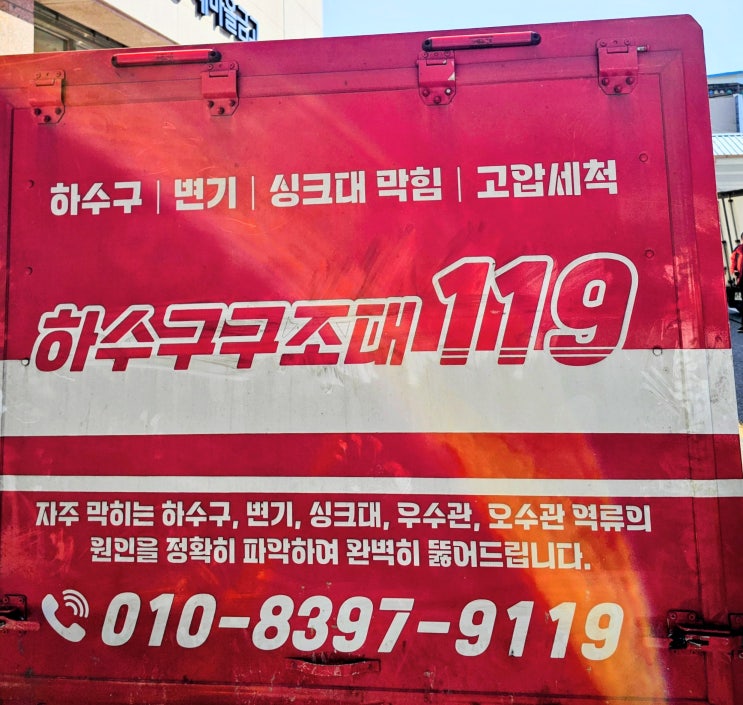 하수구 | 변기 | 싱크대 막힘 | 고압세척
하수구구조대 119
자주 막히는 하수구, 변기, 싱크대, 우수관, 오수관 역류의
원인을 정확히 파악하여 완벽히 뚫어드립니다.
010-8397-9119